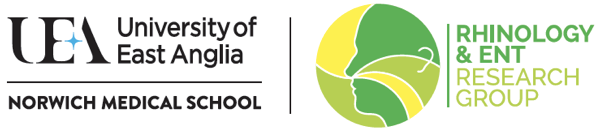 UEA
University of
East Anglia
NORWICH MEDICAL SCHOOL
RHINOLOGY
& ENT
RESEARCH
GROUP